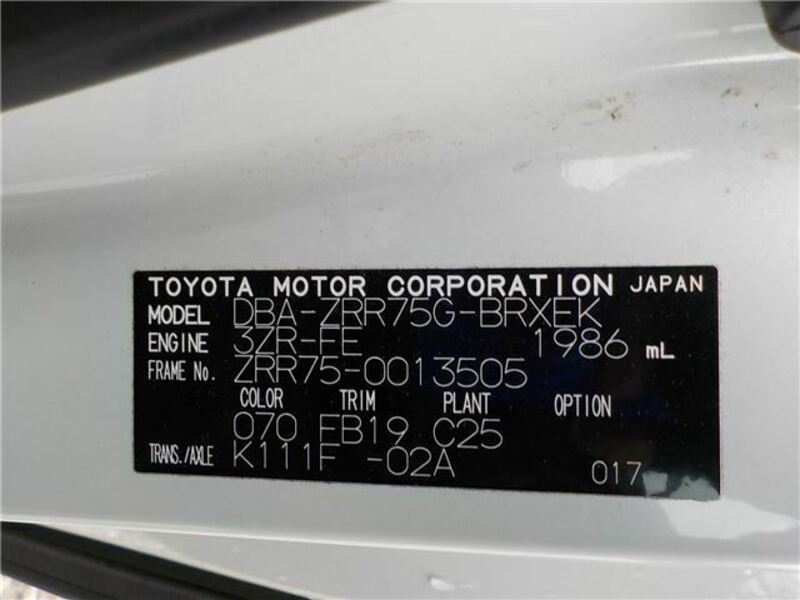 TOYOTA MOTOR CORPORATION JAPAN
MODEL DBA-ZRR75G-BRXEK
ENGINE 3ZR-FE 1986 mL
FRAME No. ZRR75-0013505
COLOR TRIM PLANT OPTION
070 EB19 C25
TRANS./AXLE K111F -02A 017